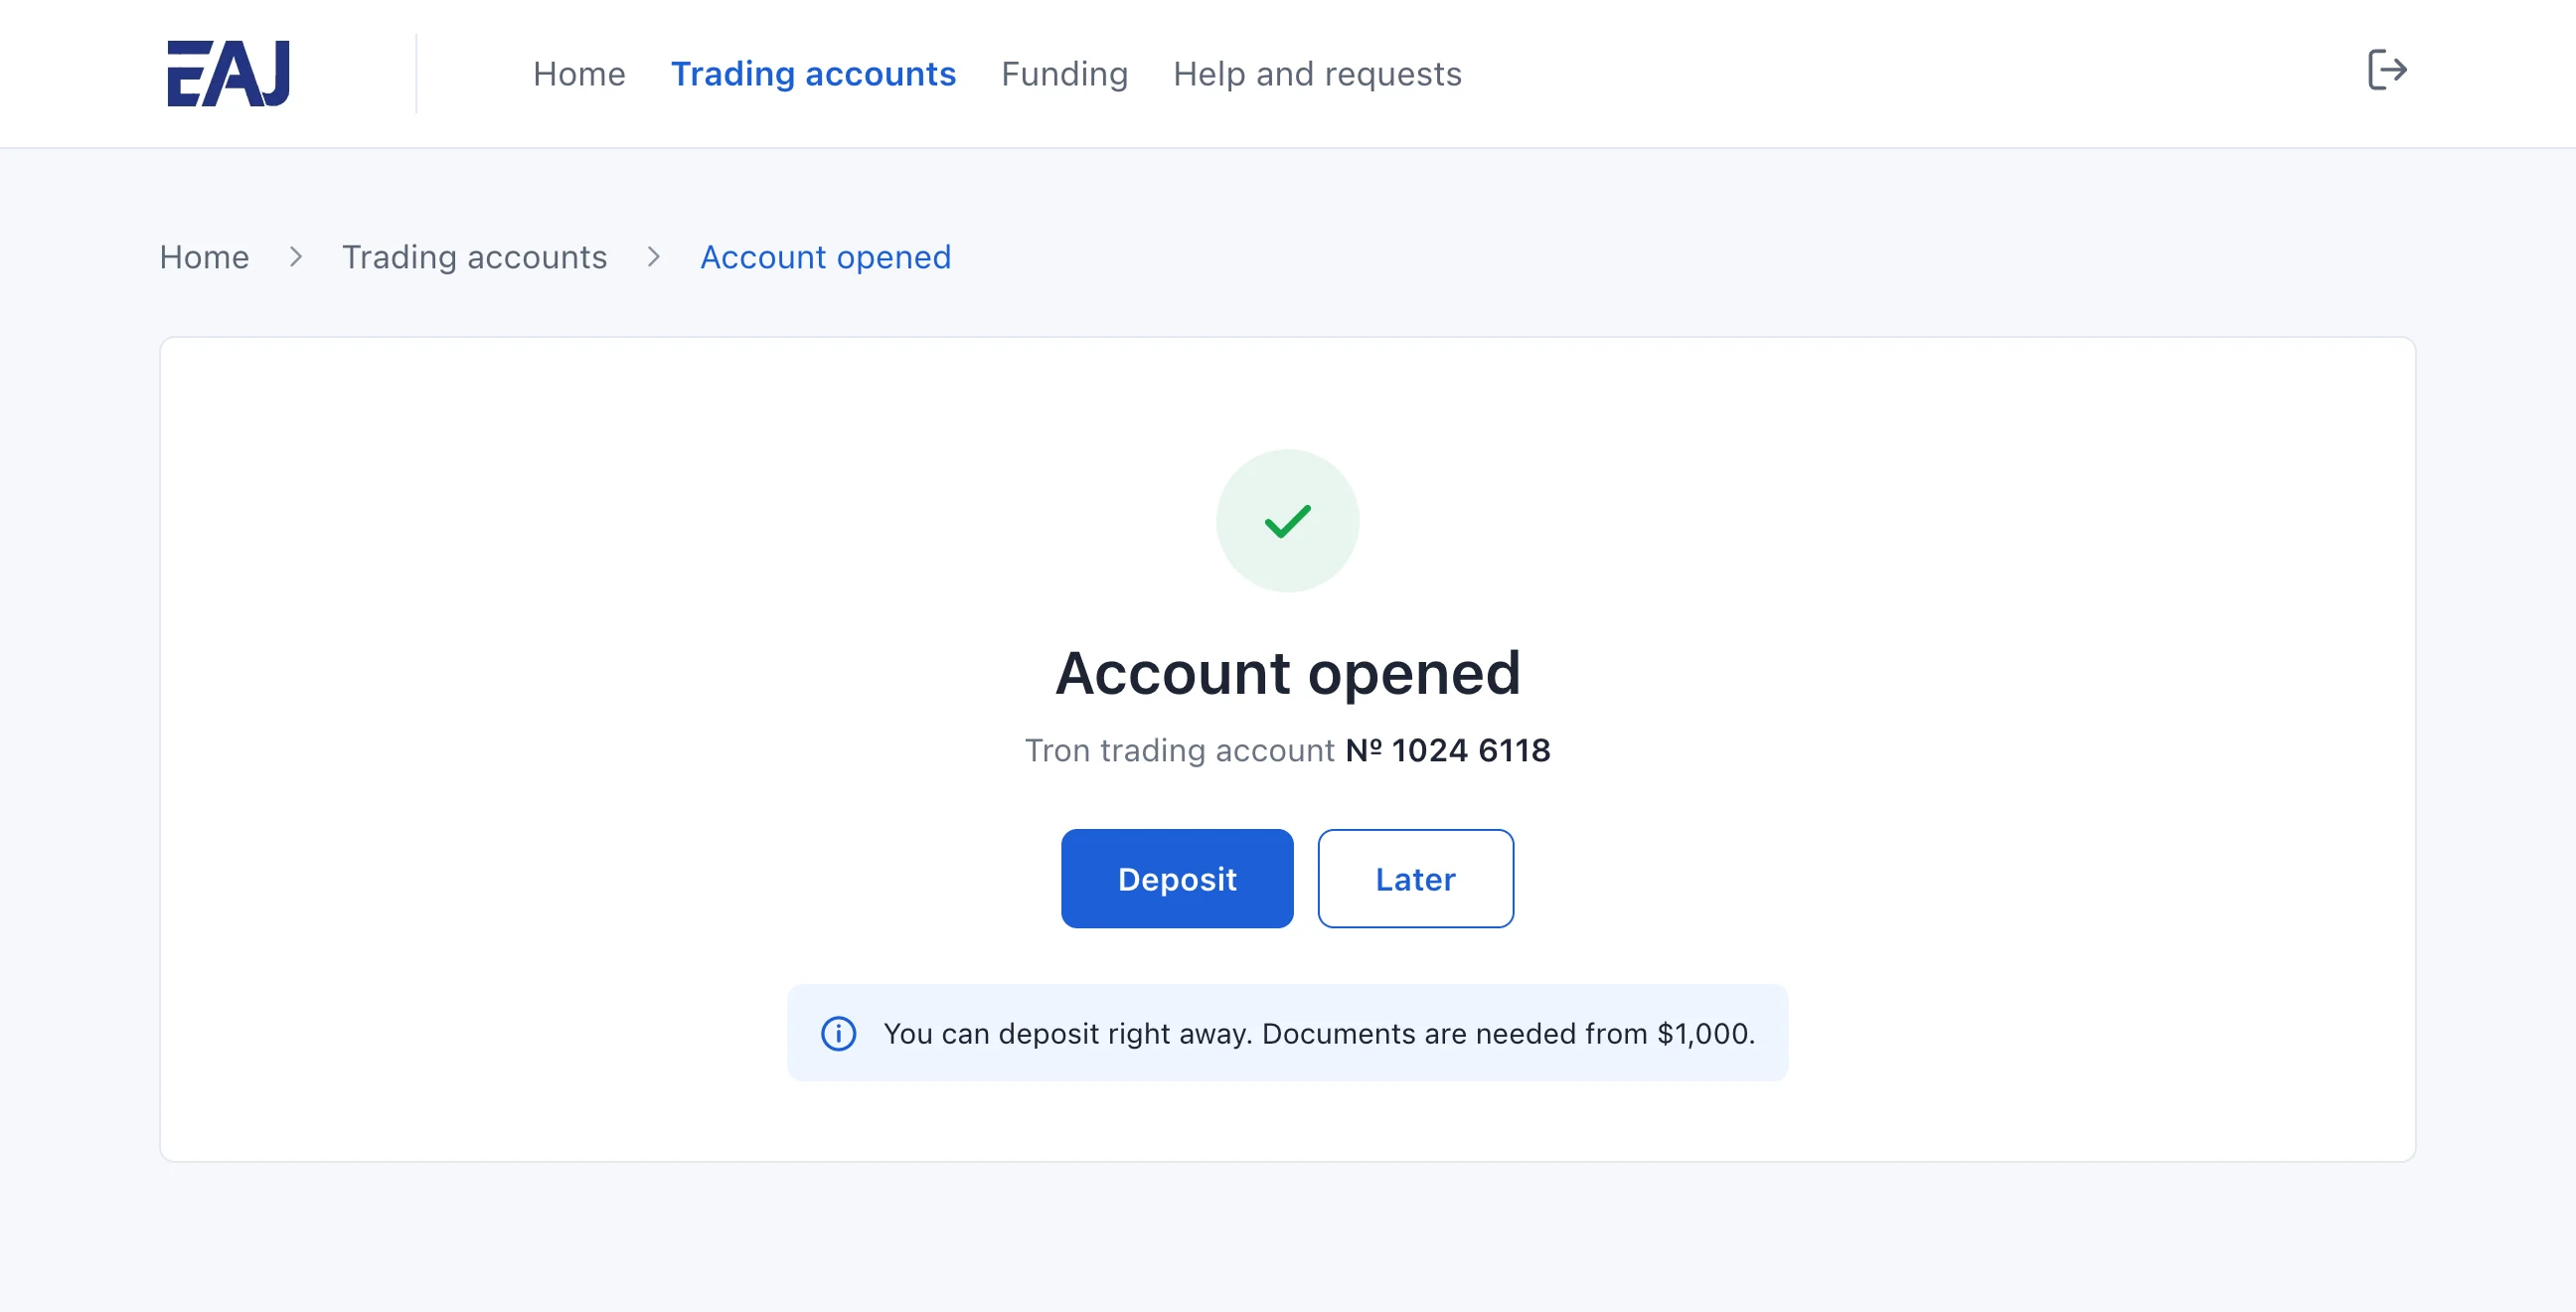 EAJ
Home Trading accounts Funding Help and requests
Home > Trading accounts > Account opened
Account opened
Tron trading account Nº 1024 6118
Deposit Later
You can deposit right away. Documents are needed from $1,000.